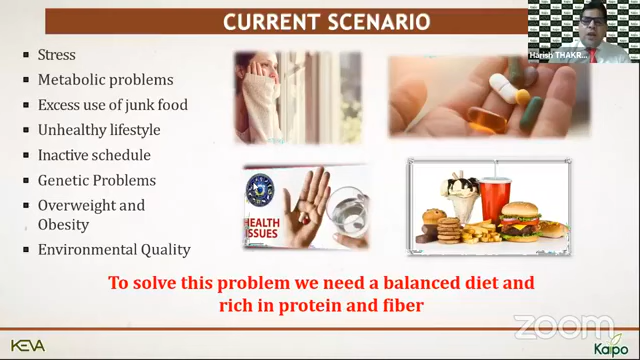 CURRENT SCENARIO
Harish THAKR...
Stress
Metabolic problems
Excess use of junk food
Unhealthy lifestyle
Inactive schedule
Genetic Problems
Overweight and
Obesity
Environmental Quality
HEALTH
ISSUES
To solve this problem we need a balanced diet and
rich in protein and fiber
KEVA
zoom
Kaipo